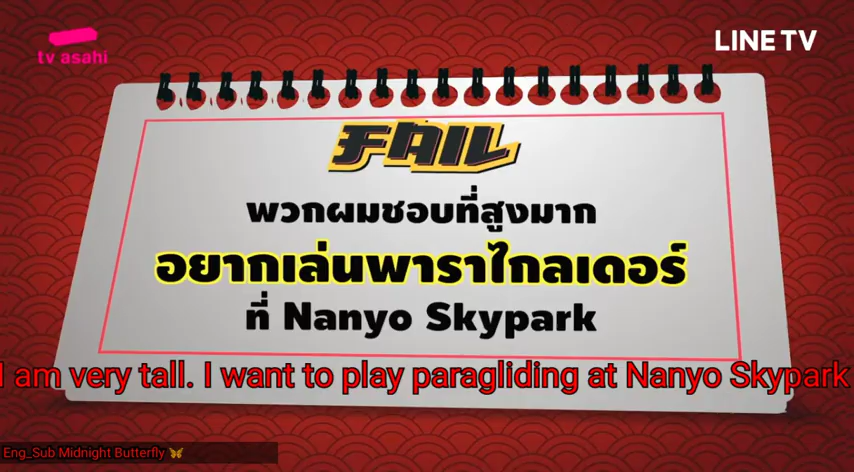 tv asahi
LINE TV
FAIL
พวกผมชอบที่สูงมาก
อยากเล่นพาราไกลเดอร์
ที่ Nanyo Skypark
I am very tall. I want to play paragliding at Nanyo Skypark
Eng_Sub Midnight Butterfly 🦋